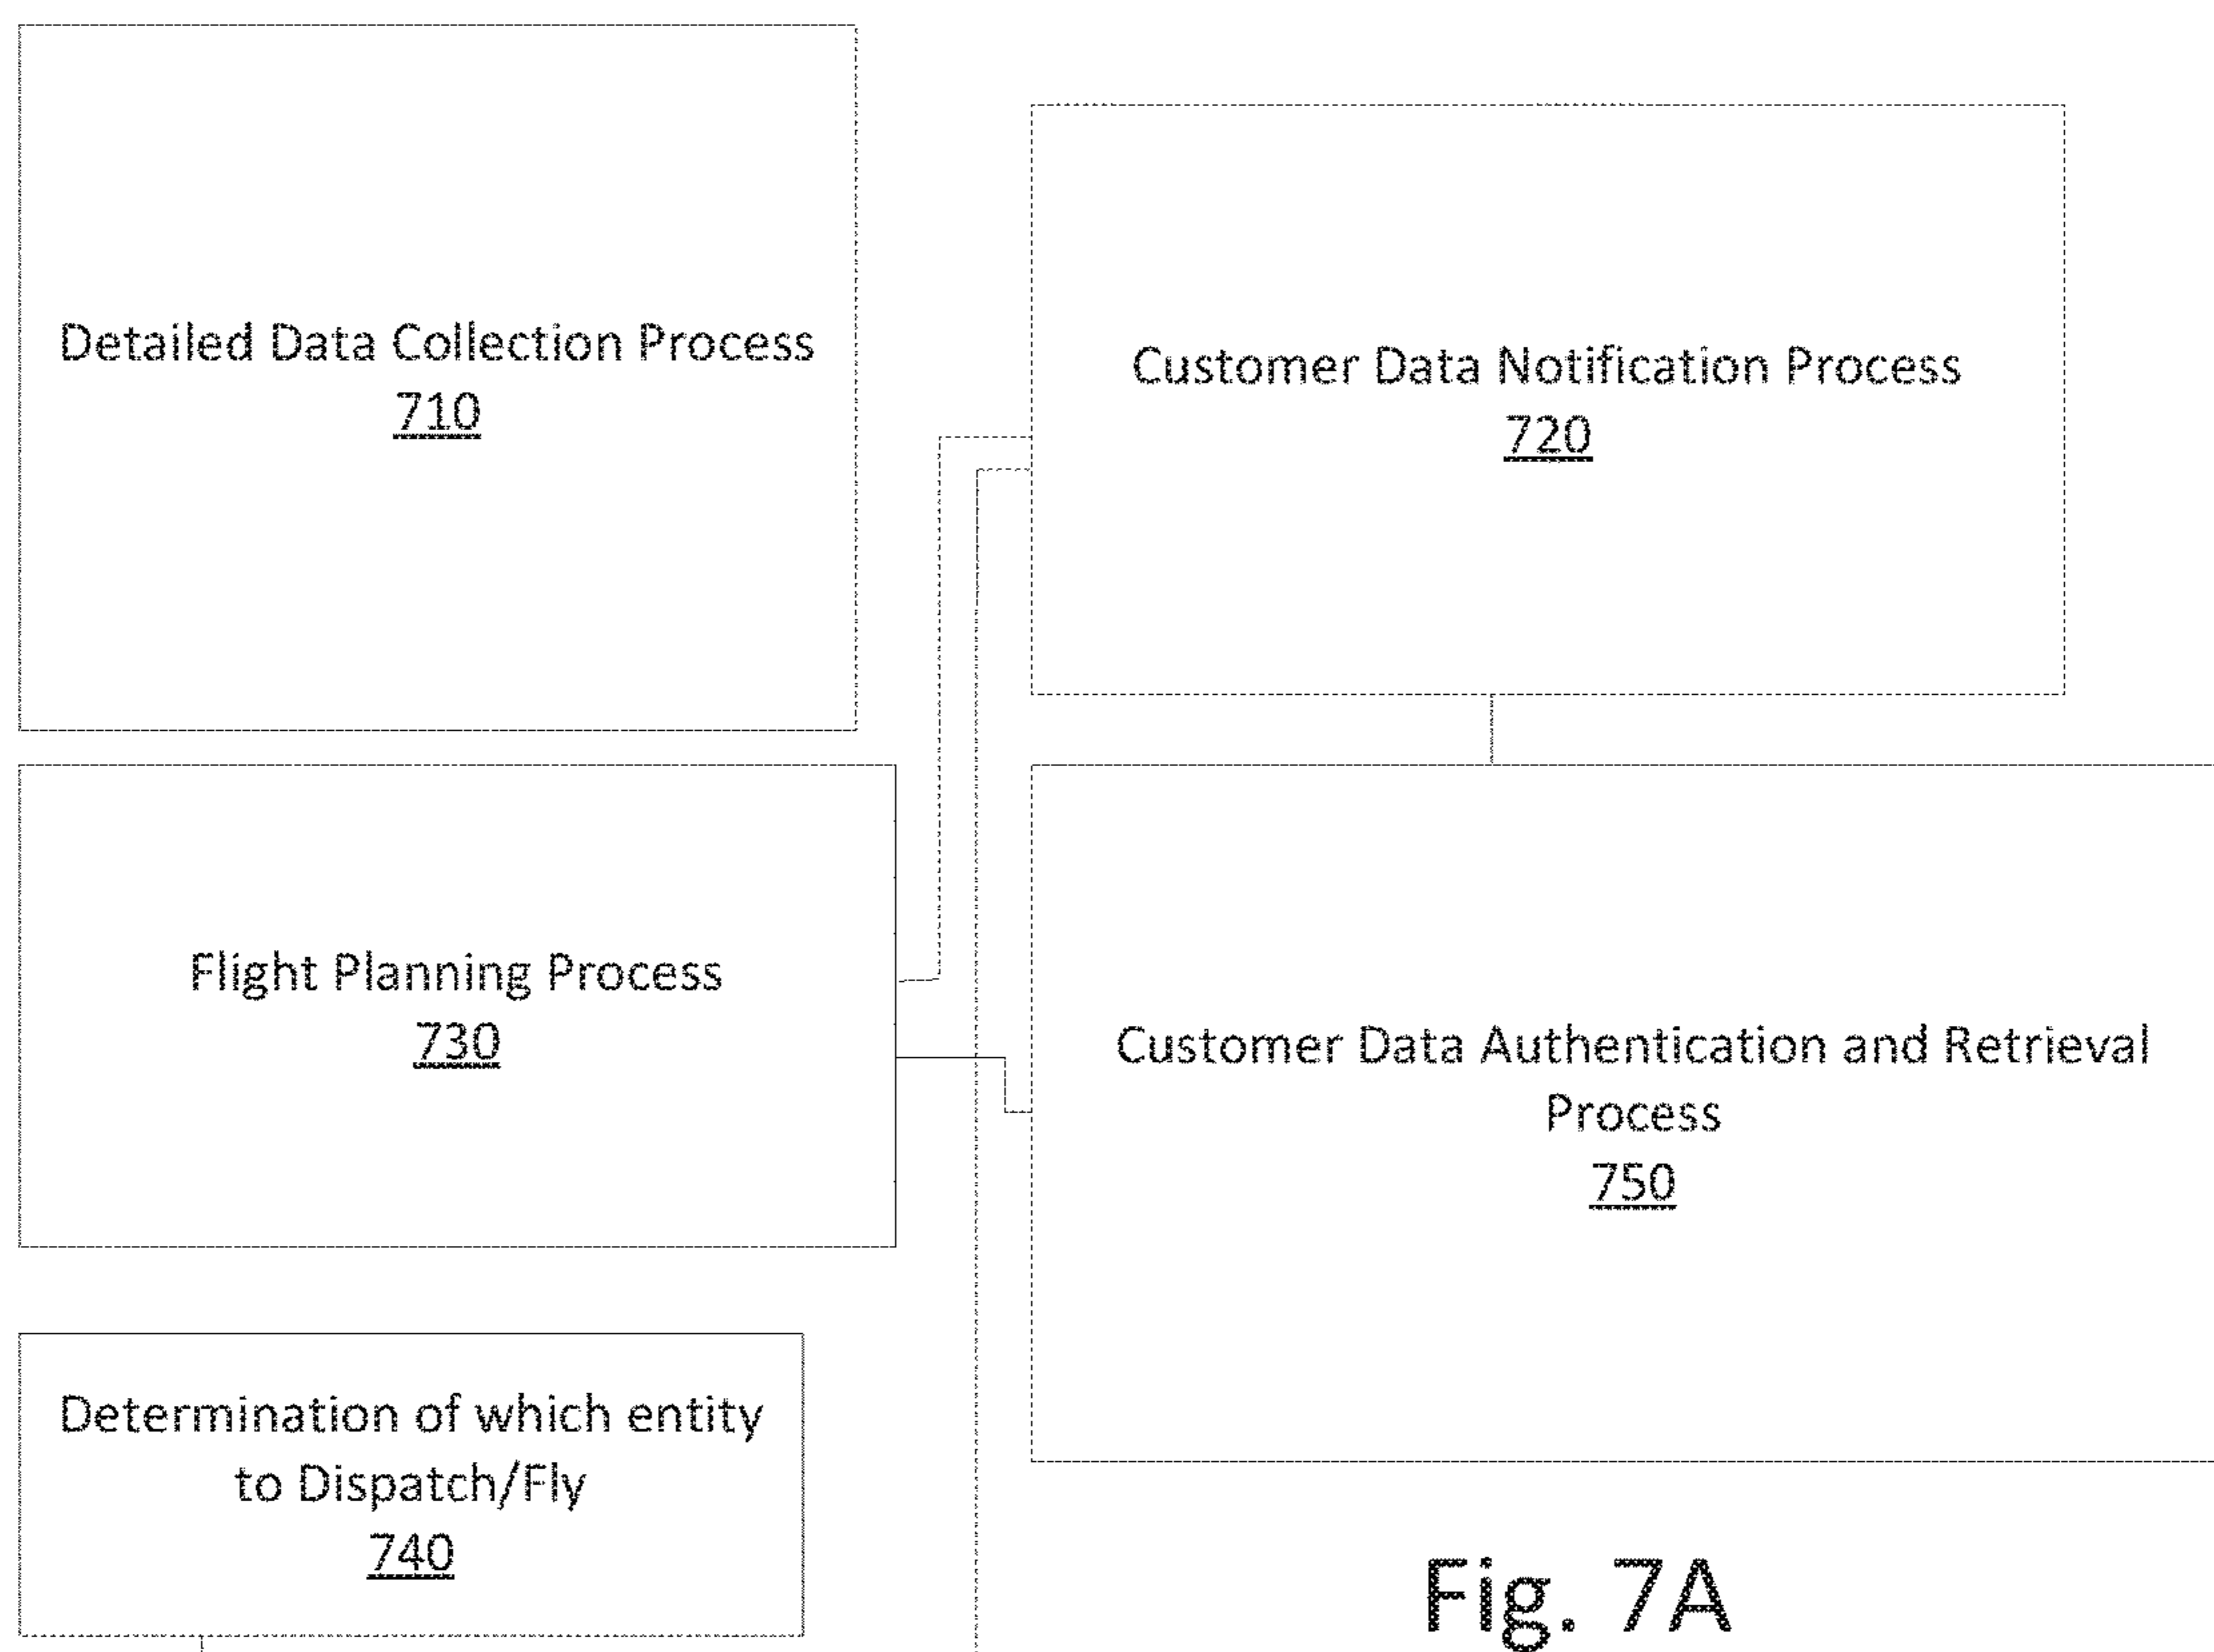 Detailed Data Collection Process
710
Customer Data Notification Process
720
Flight Planning Process
730
Customer Data Authentication and Retrieval
Process
750
Determination of which entity
to Dispatch/Fly
740
Fig. 7A